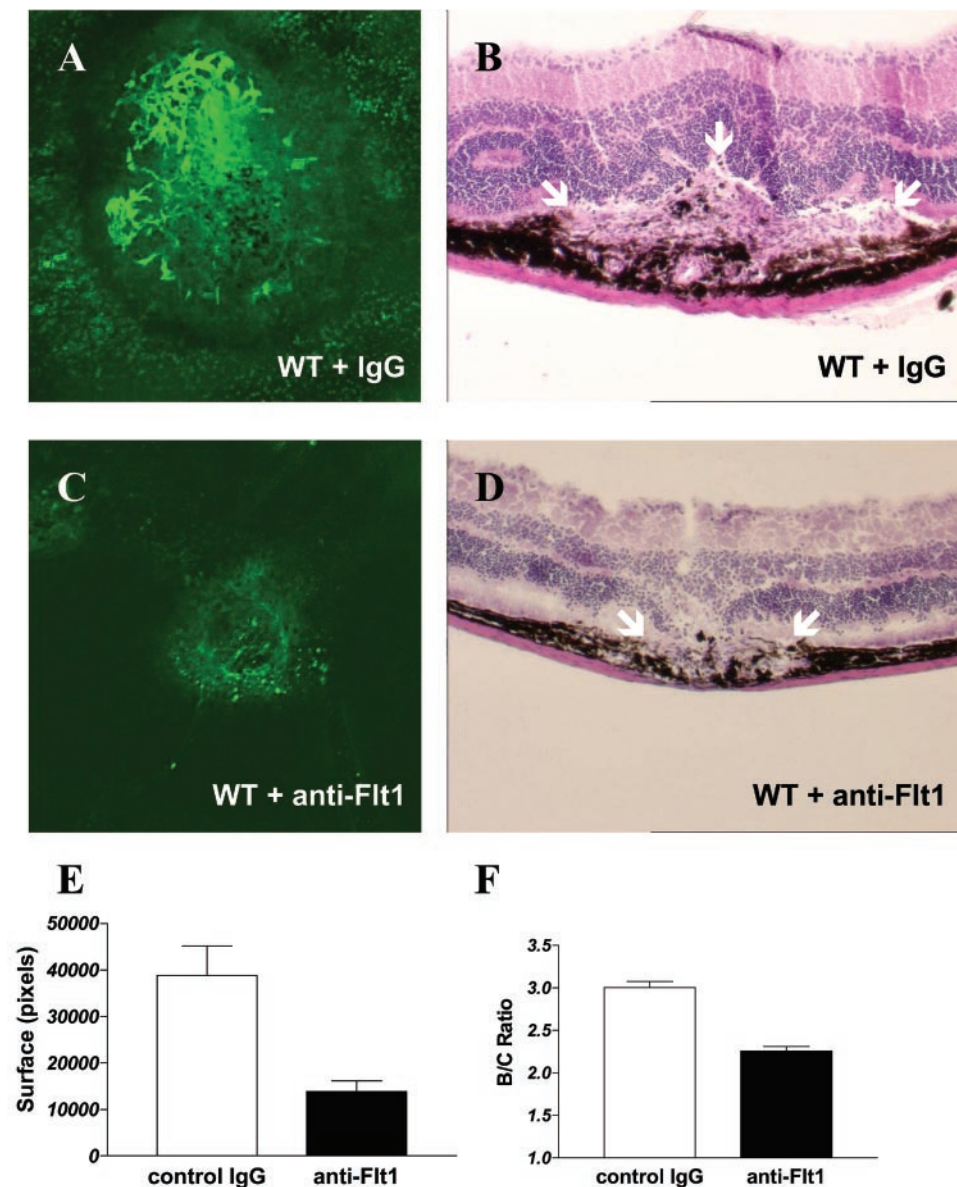 A
WT + IgG
B
WT + IgG
C
WT + anti-Flt1
D
WT + anti-Flt1
E
50000
40000
30000
20000
10000
0
Surface (pixels)
control IgG
anti-Flt1
F
3.5
3.0
2.5
2.0
1.5
1.0
B/C Ratio
control IgG
anti-Flt1